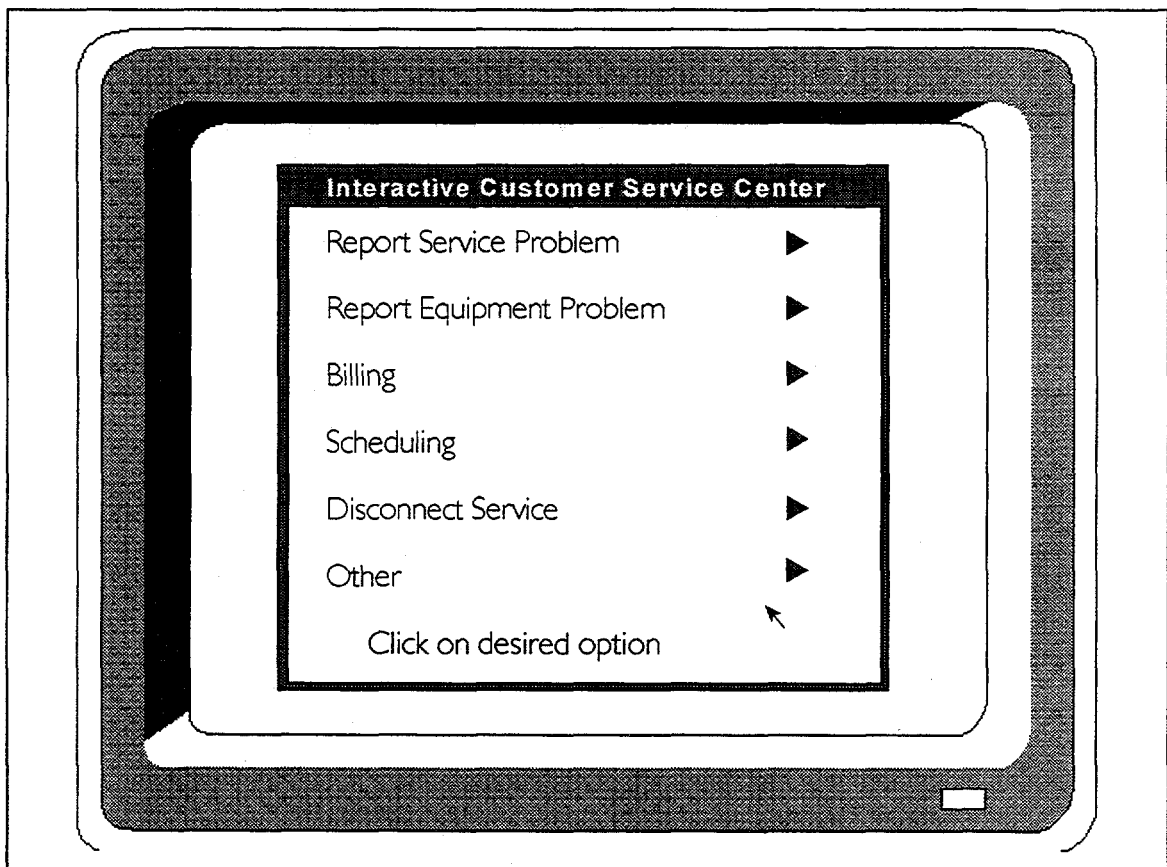 Interactive Customer Service Center
Report Service Problem
Report Equipment Problem
Billing
Scheduling
Disconnect Service
Other
Click on desired option